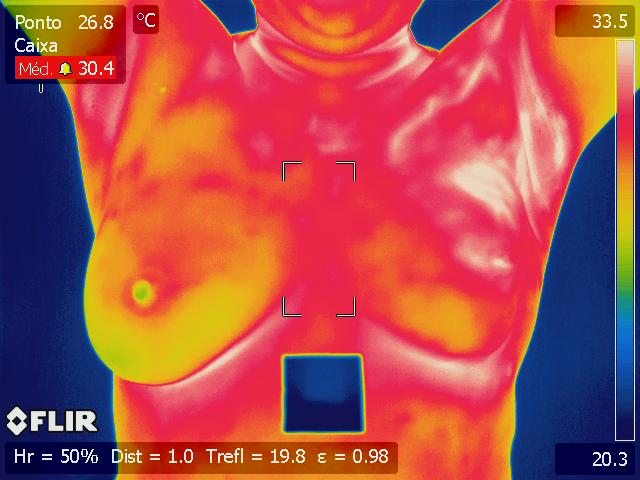 Ponto 26.8 °C
Caixa
Méd. 30.4
33.5
FLIR
Hr = 50% Dist = 1.0 Trefl = 19.8 ε = 0.98
20.3